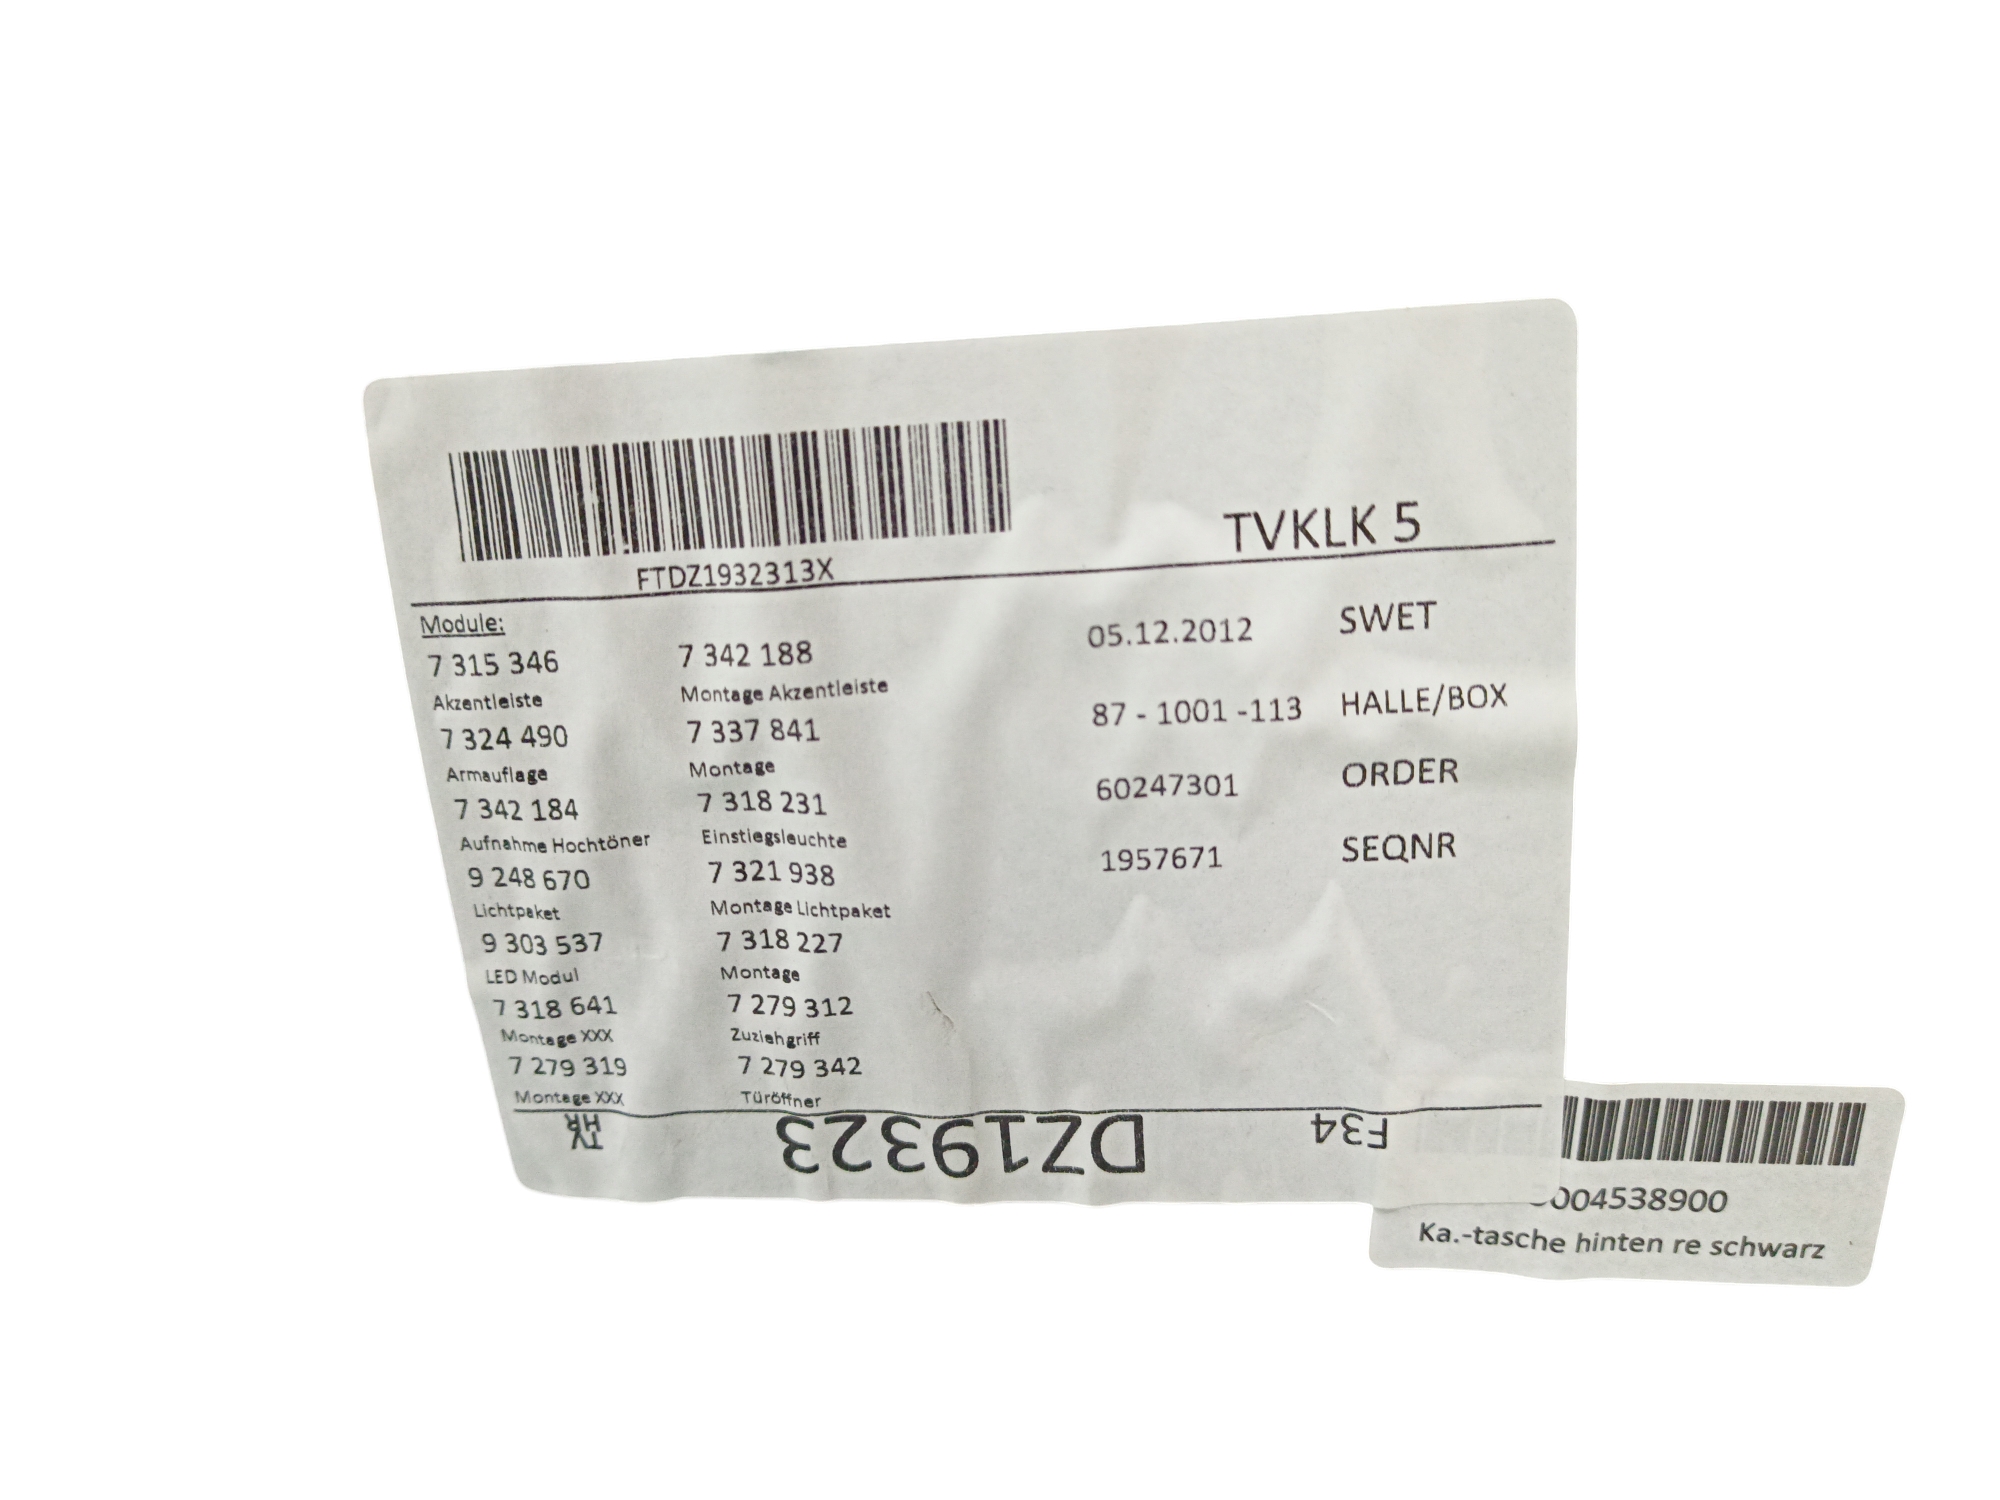 TVKLK 5
FTDZ1932313X
Module:
7 315 346
Akzentleiste
7 324 490
Armauflage
7 342 184
Aufnahme Hochtöner
9 248 670
Lichtpaket
9 303 537
LED Modul
7 318 641
Montage XXX
7 279 319
Montage XXX
7 342 188
Montage Akzentleiste
7 337 841
Montage
7 318 231
Einstiegsleuchte
7 321 938
Montage Lichtpaket
7 318 227
Montage
7 279 312
Zuziehgriff
7 279 342
Türöffner
05.12.2012 SWET
87 - 1001 -113 HALLE/BOX
60247301 ORDER
1957671 SEQNR
F34 DZ19323
HR
TV
004538900
Ka.-tasche hinten re schwarz